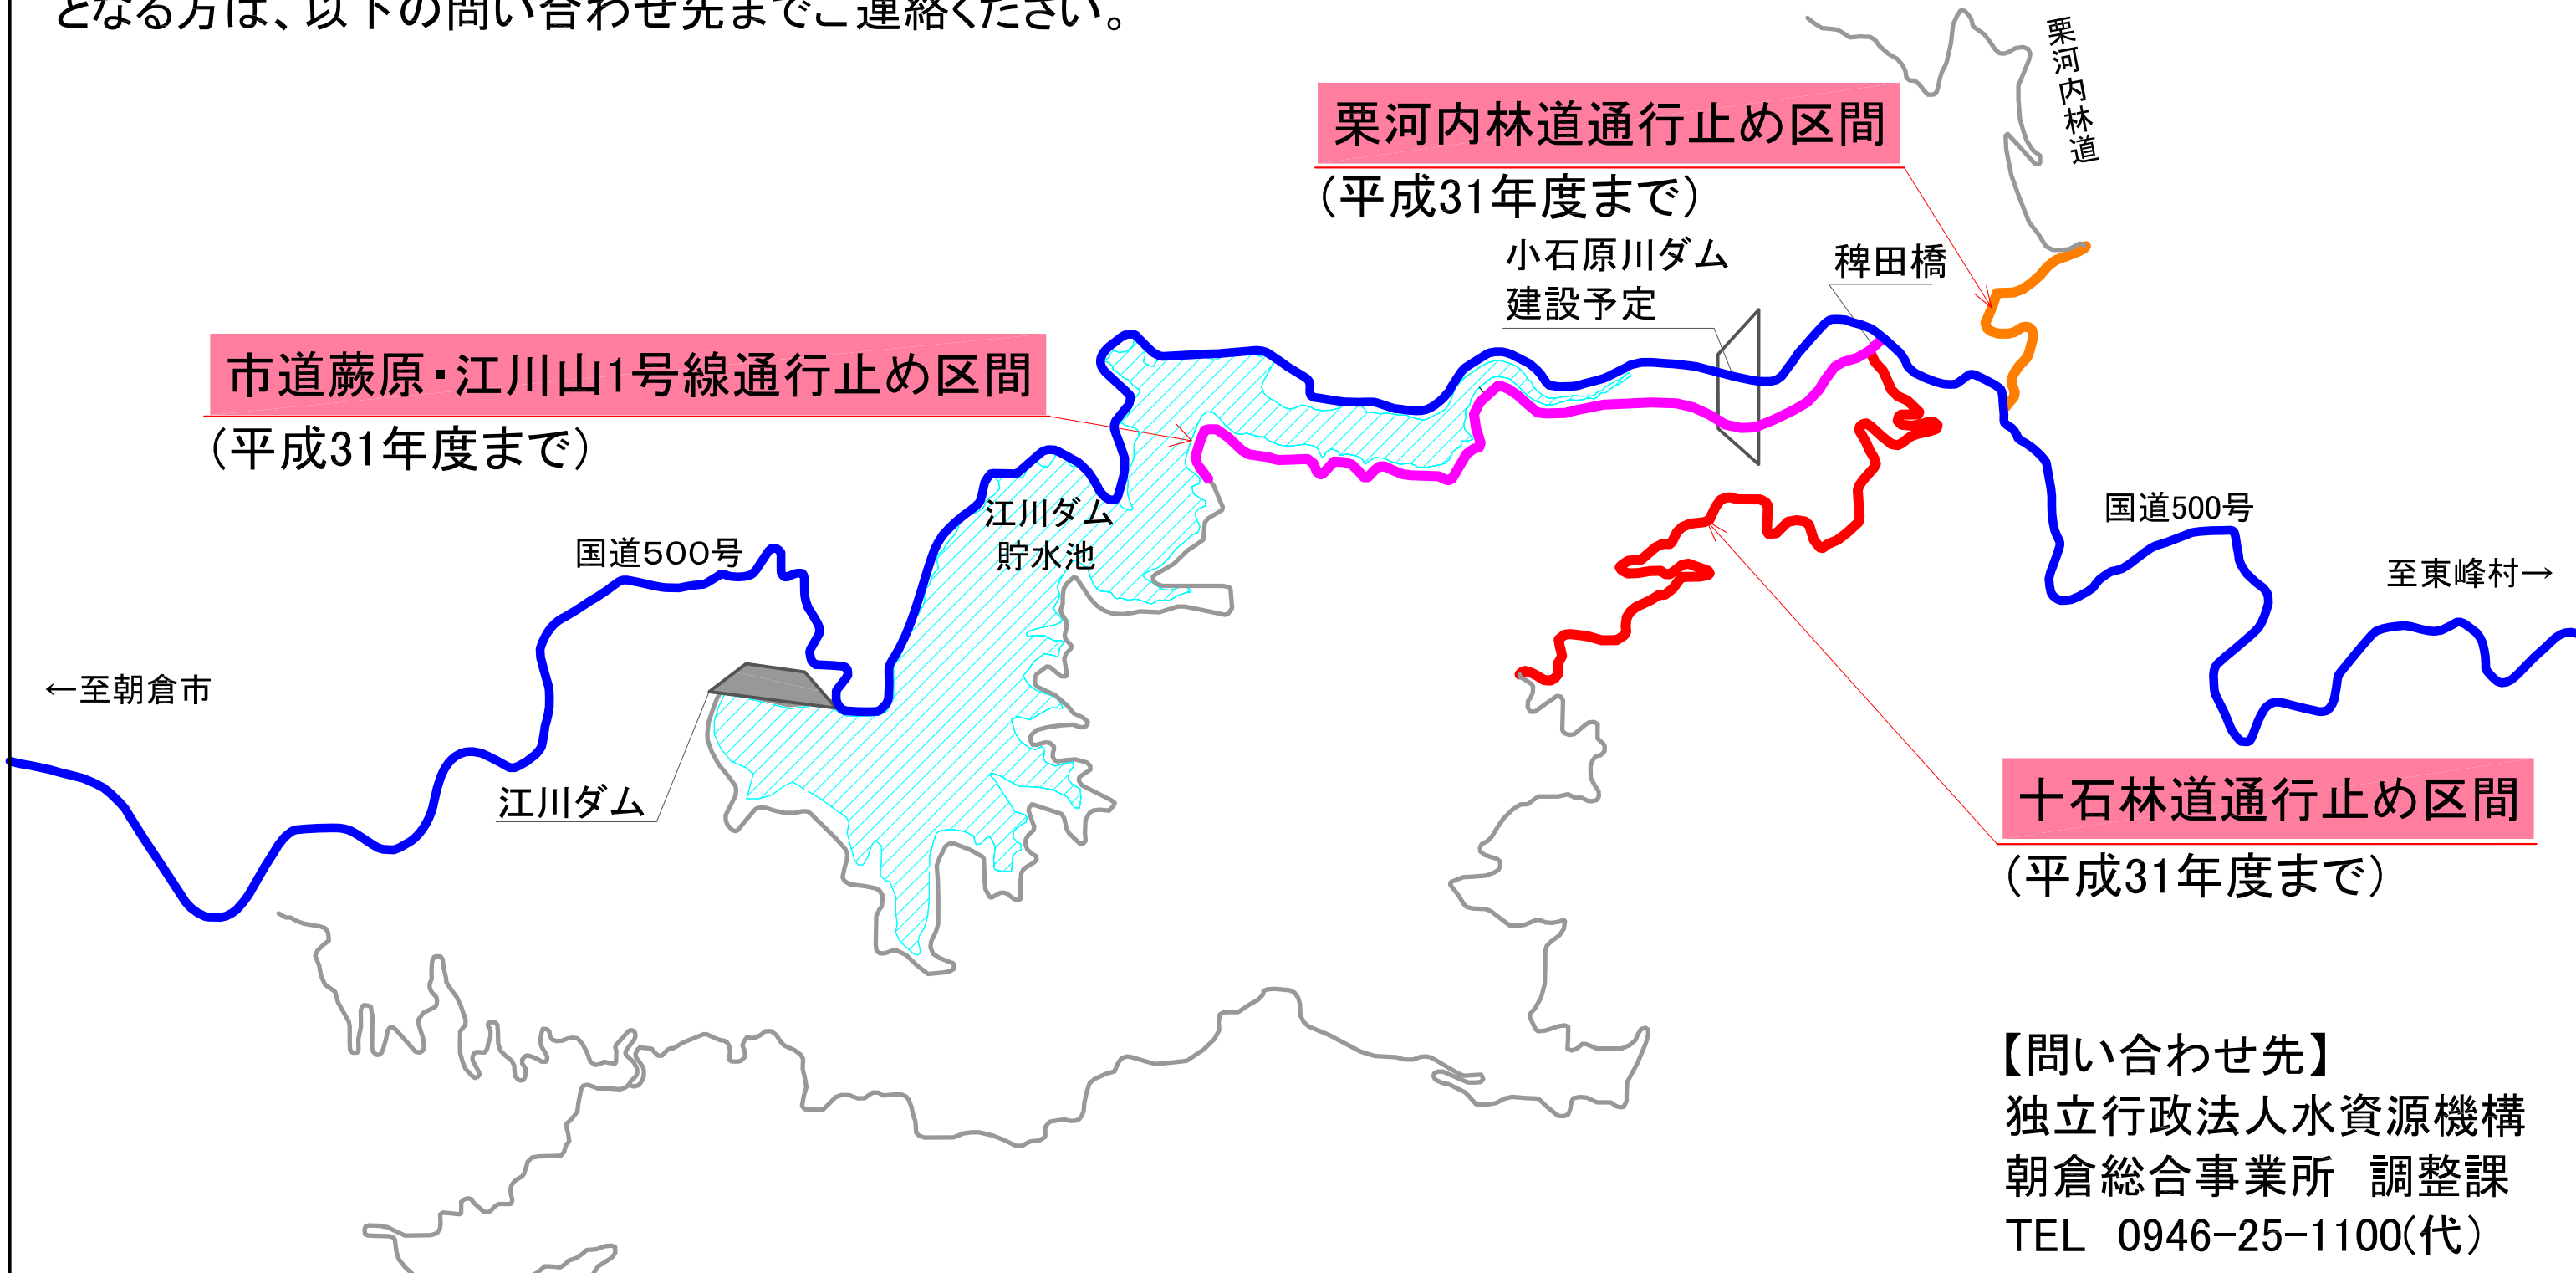 となる方は、以下の問い合わせ先までご連絡ください。
栗河内林道
栗河内林道通行止め区間
(平成31年度まで)
小石原川ダム
建設予定
稗田橋
市道蕨原・江川山1号線通行止め区間
(平成31年度まで)
国道500号
江川ダム
貯水池
国道500号
至東峰村→
←至朝倉市
江川ダム
十石林道通行止め区間
(平成31年度まで)
【問い合わせ先】
独立行政法人水資源機構
朝倉総合事業所　調整課
TEL　0946-25-1100(代)